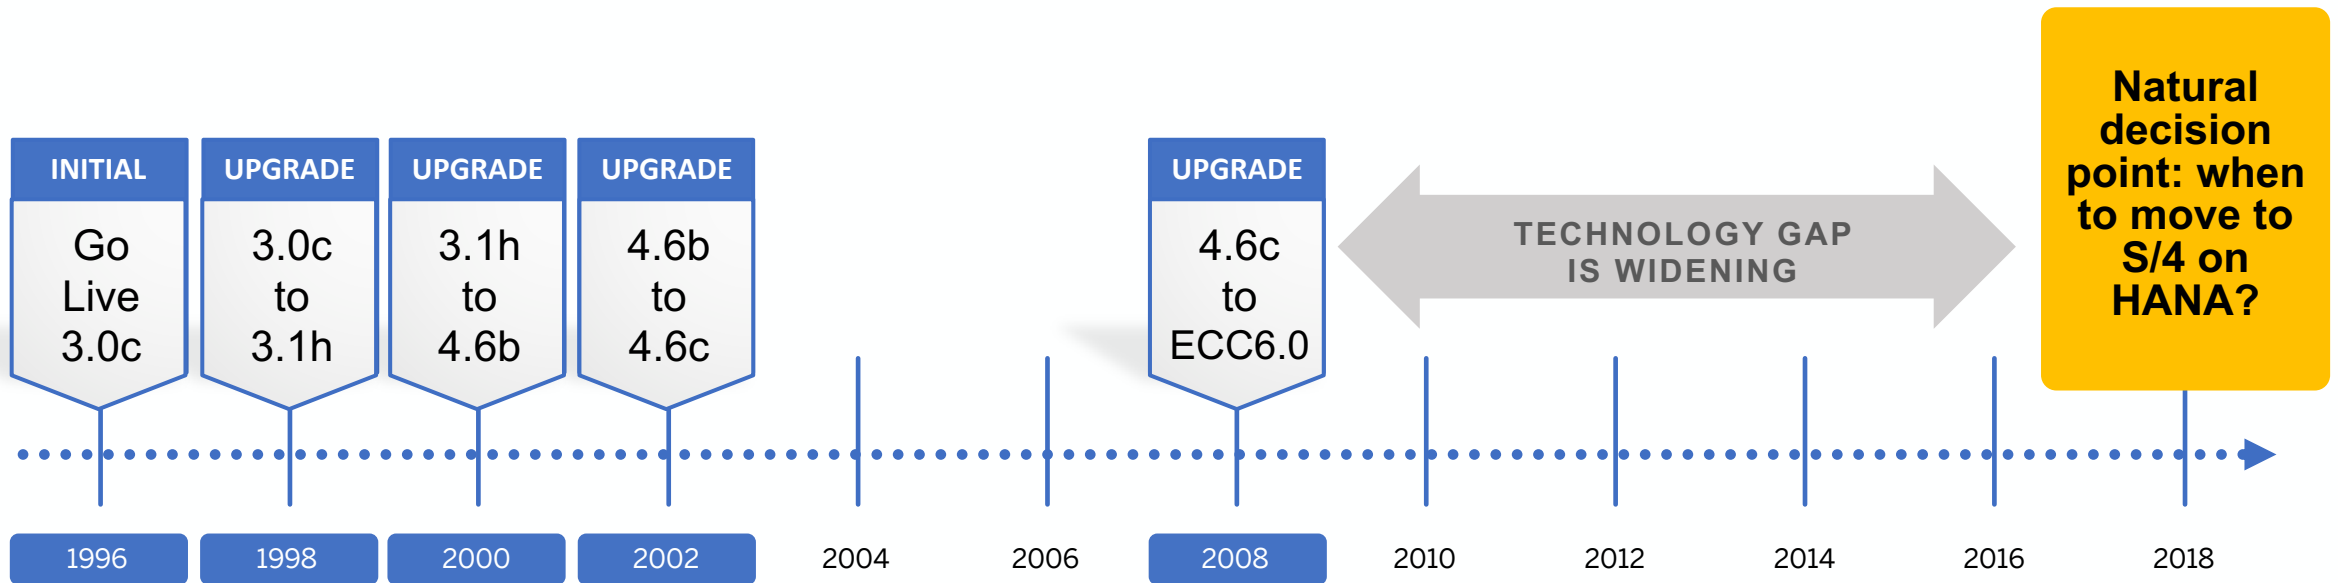 INITIAL
Go
Live
3.0c
UPGRADE
3.0c
to
3.1h
UPGRADE
3.1h
to
4.6b
UPGRADE
4.6b
to
4.6c
UPGRADE
4.6c
to
ECC6.0
TECHNOLOGY GAP
IS WIDENING
Natural
decision
point: when
to move to
S/4 on
HANA?
1996
1998
2000
2002
2004
2006
2008
2010
2012
2014
2016
2018